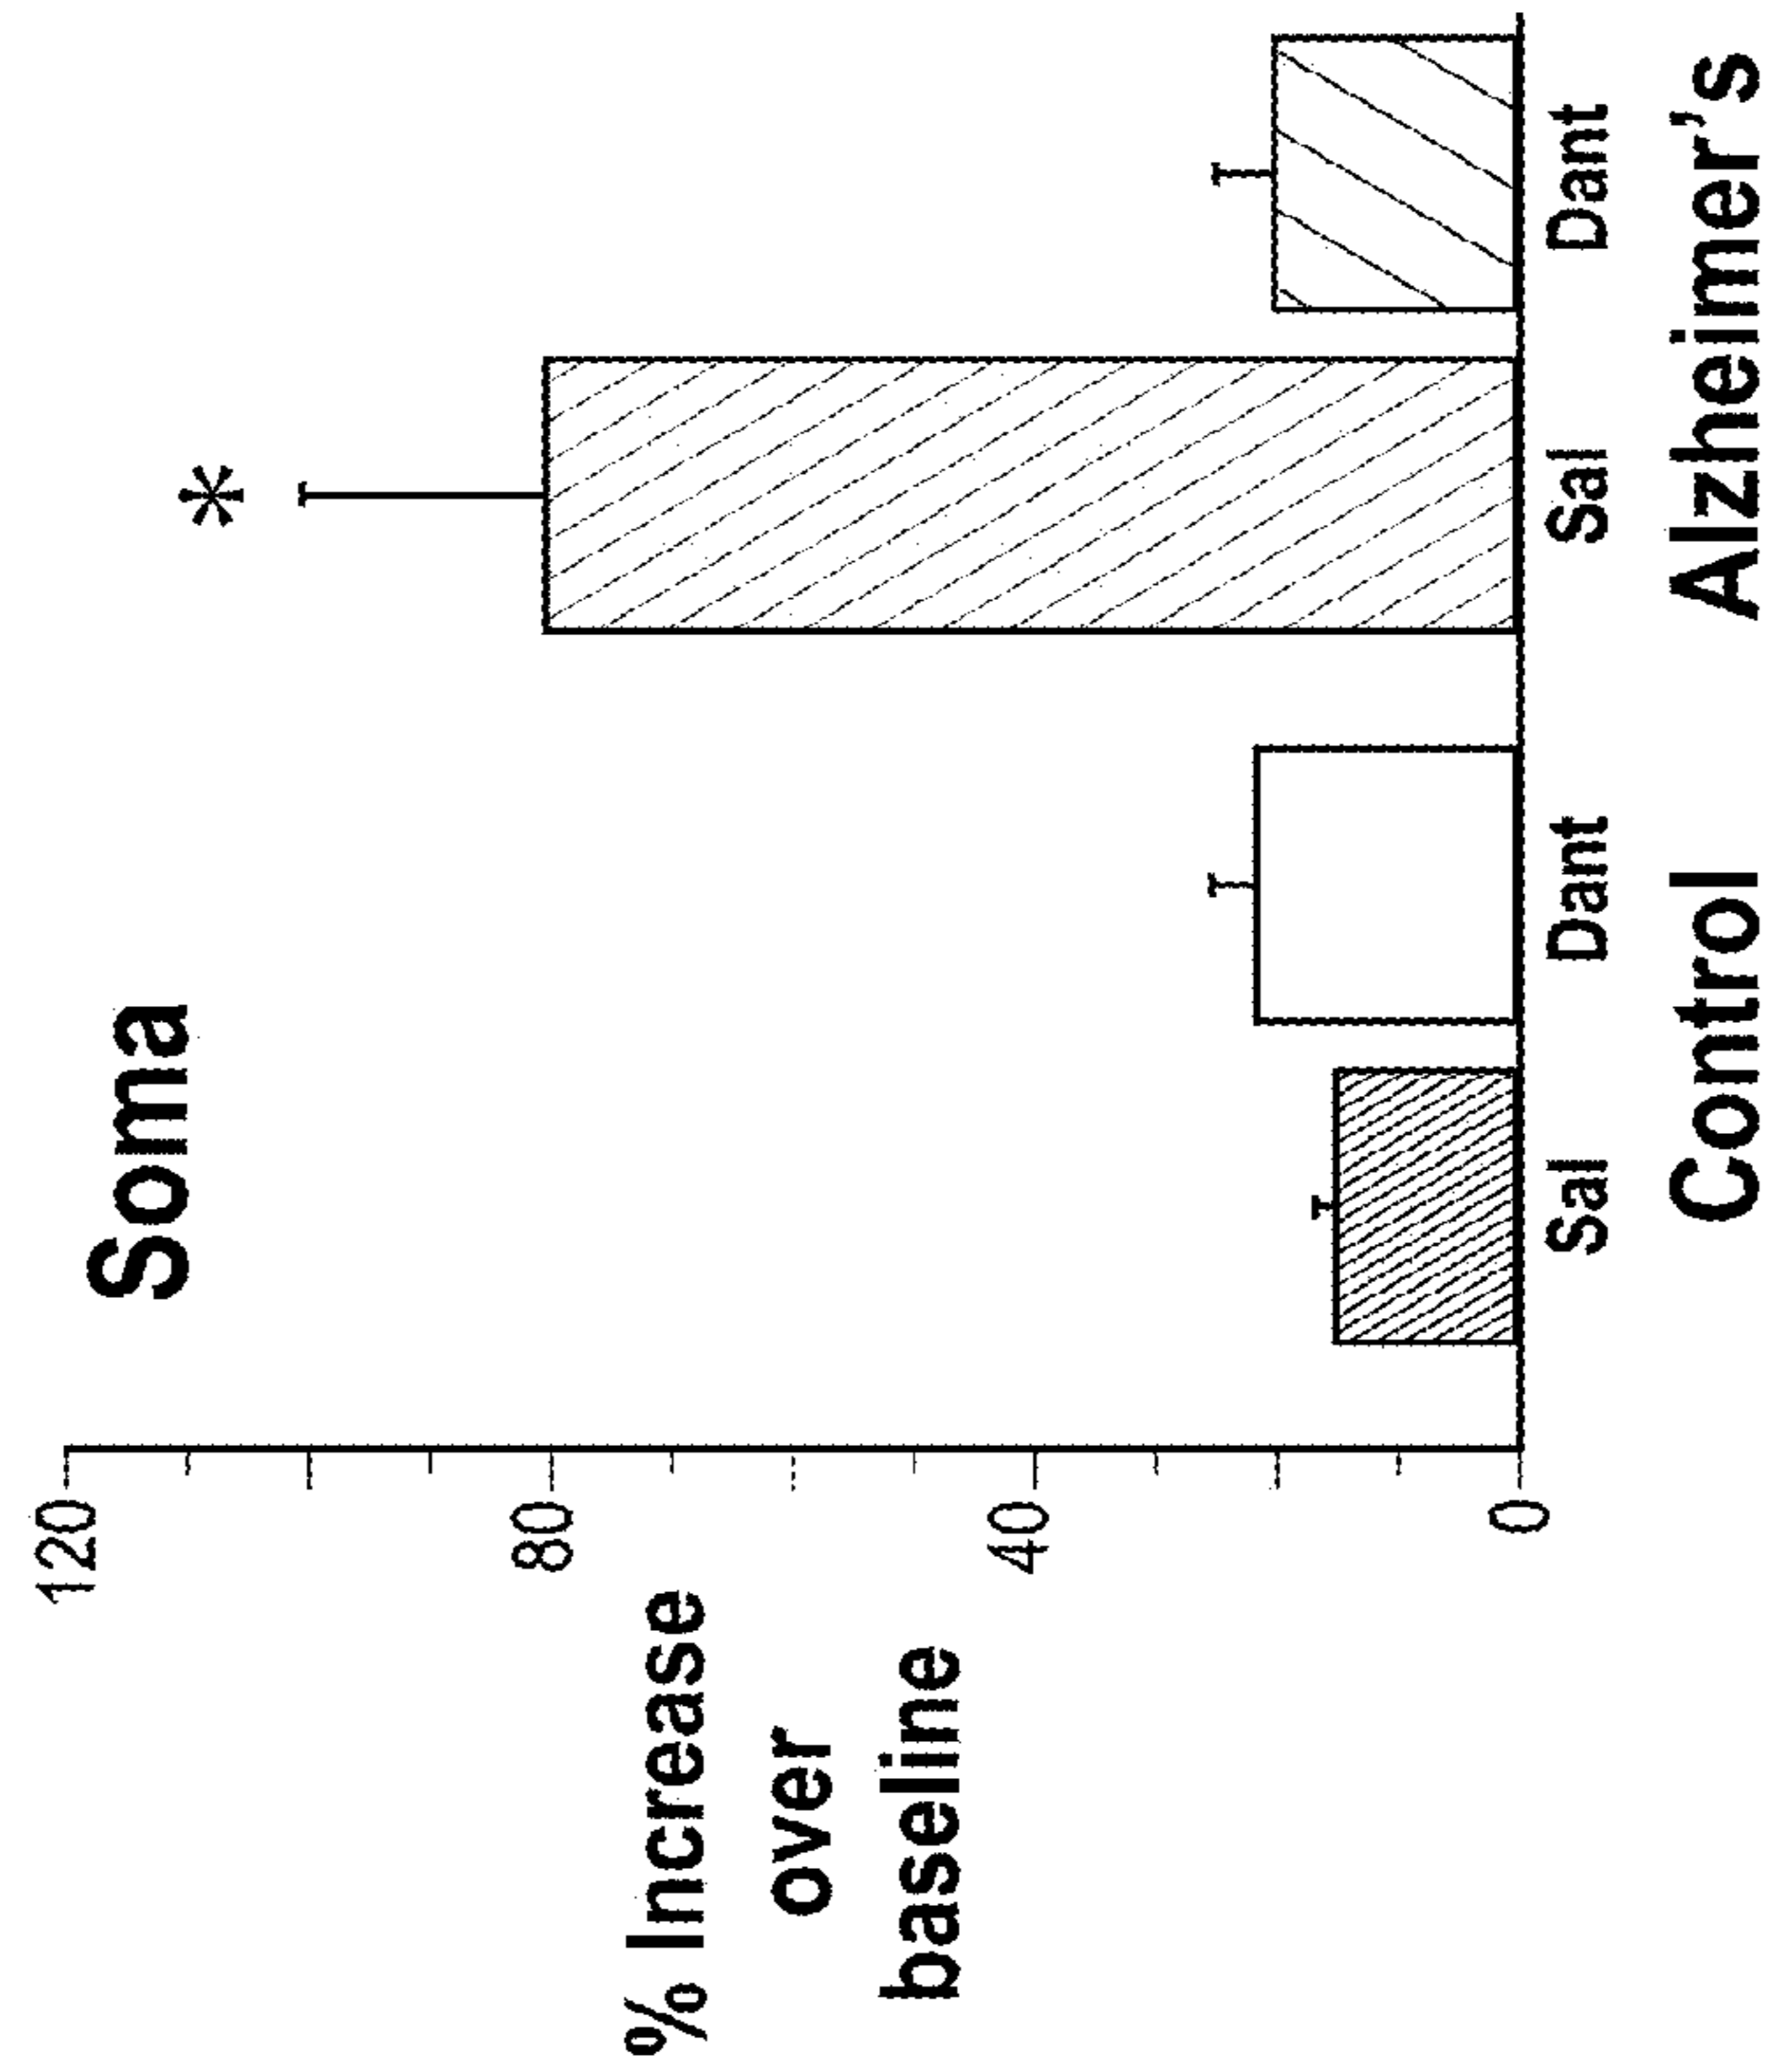 Soma
*
120
80
40
0
% Increase
over
baseline
Sal Dant Sal Dant
Control Alzheimer's